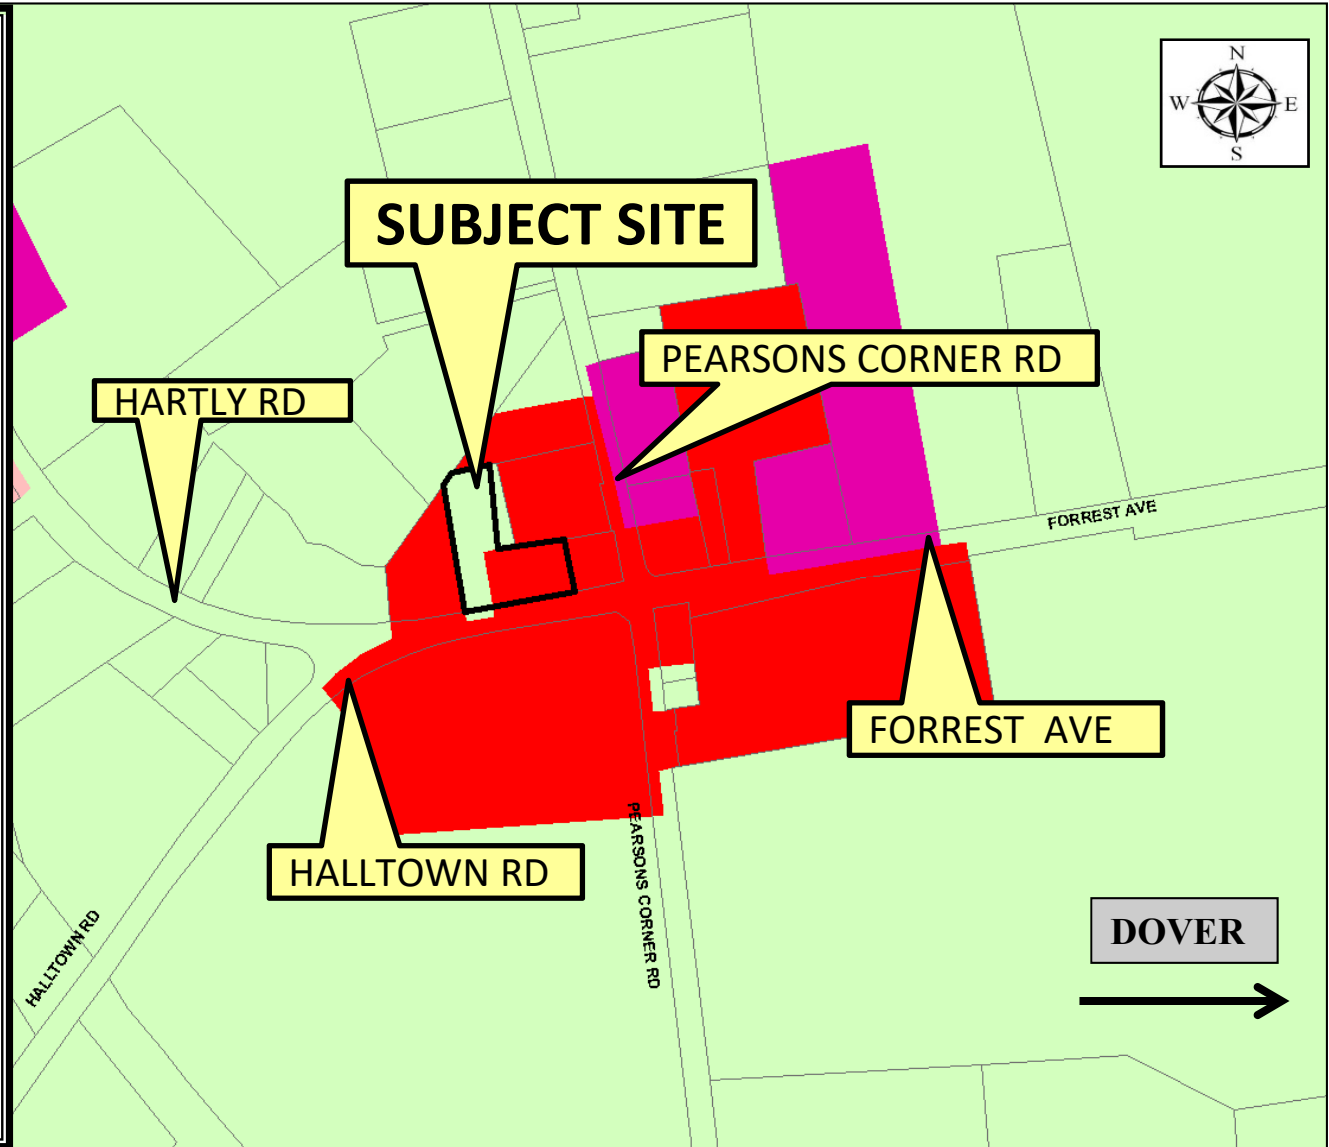 N
W E
S
SUBJECT SITE
PEARSONS CORNER RD
HARTLY RD
FORREST AVE
FORREST AVE
HALLTOWN RD
PEARSONS CORNER RD
HALLTOWN RD
DOVER